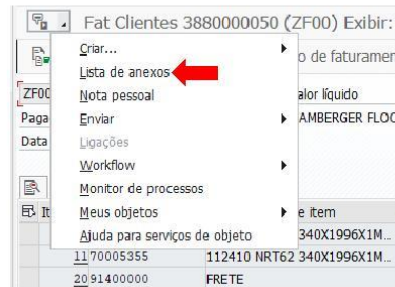 Fat Clientes 3880000050 (ZF00) Exibir:
Criar...
o de faturamen
Lista de anexos
ZF00
Nota pessoal
alor líquido
Paga
Enviar
AMBERGER FLOO
Data
Ligações
Workflow
Monitor de processos
It
Meus objetos
e item
Ajuda para serviços de objeto
340X1996X1M...
11 70005355
112410 NRT62 340X1996X1M...
20 91400000
FRETE